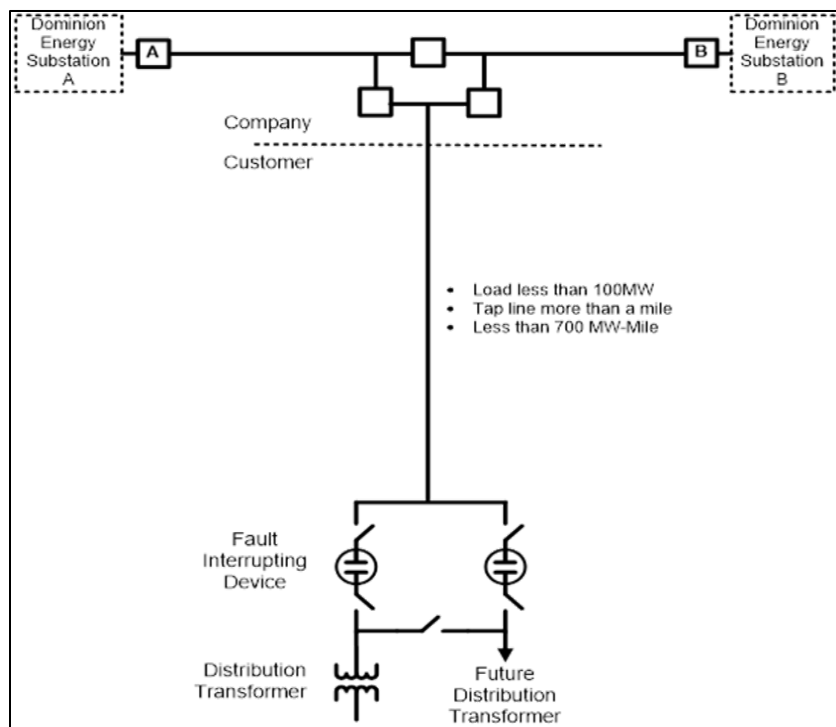 Dominion
Energy
Substation
A
A
B
Dominion
Energy
Substation
B
Company
Customer
• Load less than 100MW
• Tap line more than a mile
• Less than 700 MW-Mile
Fault
Interrupting
Device
Distribution
Transformer
Future
Distribution
Transformer